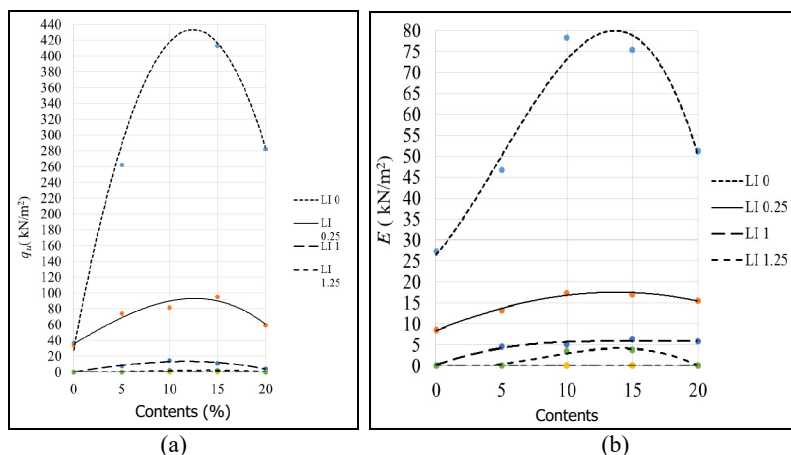 440
420
400
380
360
340
320
300
280
260
240
220
200
180
160
140
120
100
80
60
40
20
0
qu( kN/m²)
0 5 10 15 20
Contents (%)
LI 0
LI
0.25
LI 1
LI
1.25
(a)
80
75
70
65
60
55
50
45
40
35
30
25
20
15
10
5
0
E ( kN/m²)
0 5 10 15 20
Contents
LI 0
LI 0.25
LI 1
LI 1.25
(b)